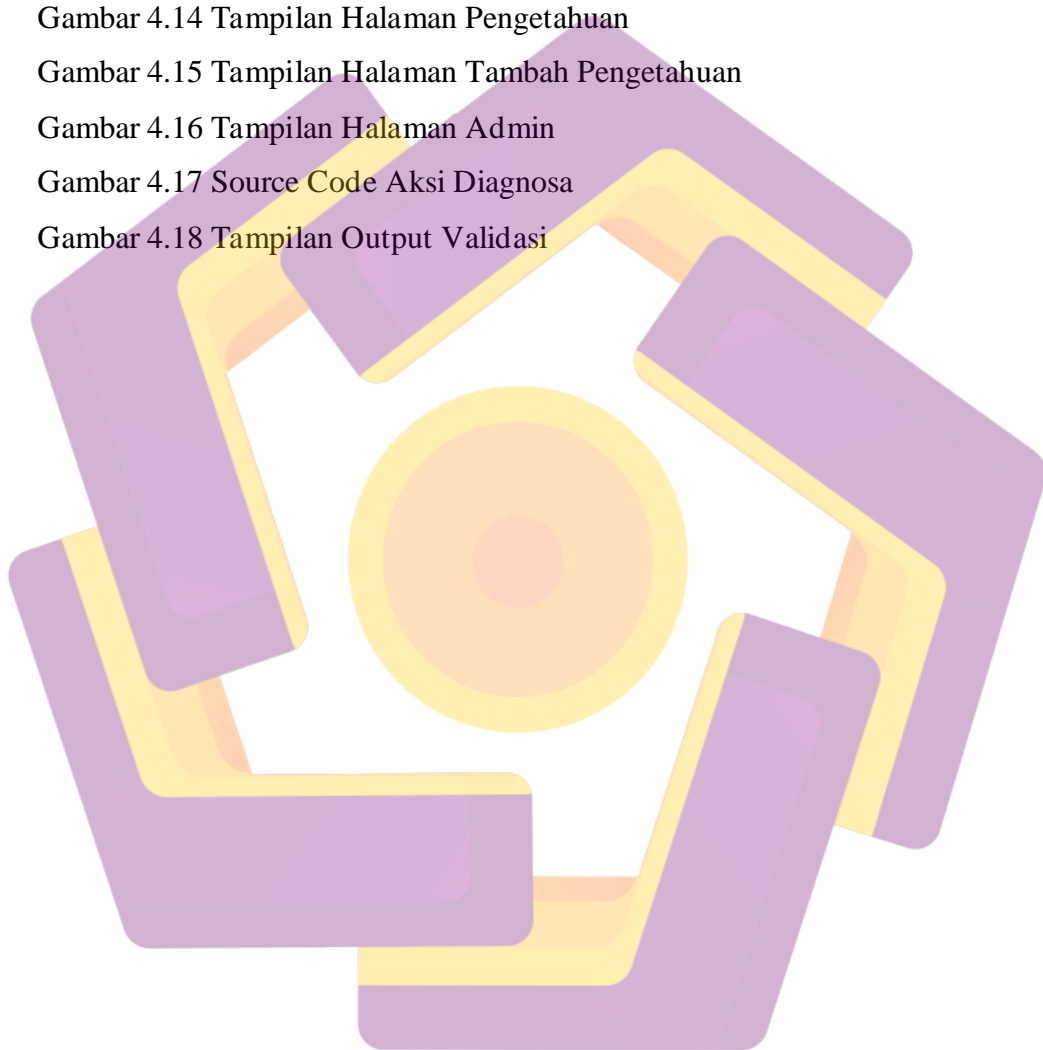 Gambar 4.14 Tampilan Halaman Pengetahuan
Gambar 4.15 Tampilan Halaman Tambah Pengetahuan
Gambar 4.16 Tampilan Halaman Admin
Gambar 4.17 Source Code Aksi Diagnosa
Gambar 4.18 Tampilan Output Validasi